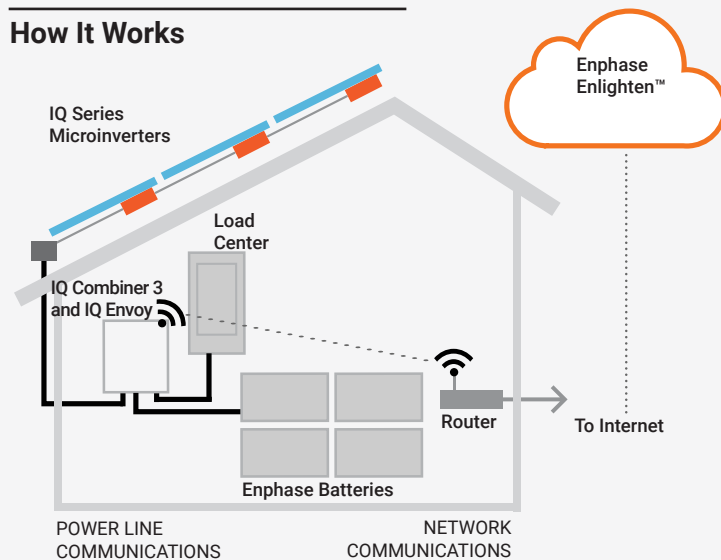 How It Works
Enphase
Enlighten™
IQ Series
Microinverters
Load
Center
IQ Combiner 3
and IQ Envoy
Router
To Internet
Enphase Batteries
POWER LINE
COMMUNICATIONS
NETWORK
COMMUNICATIONS